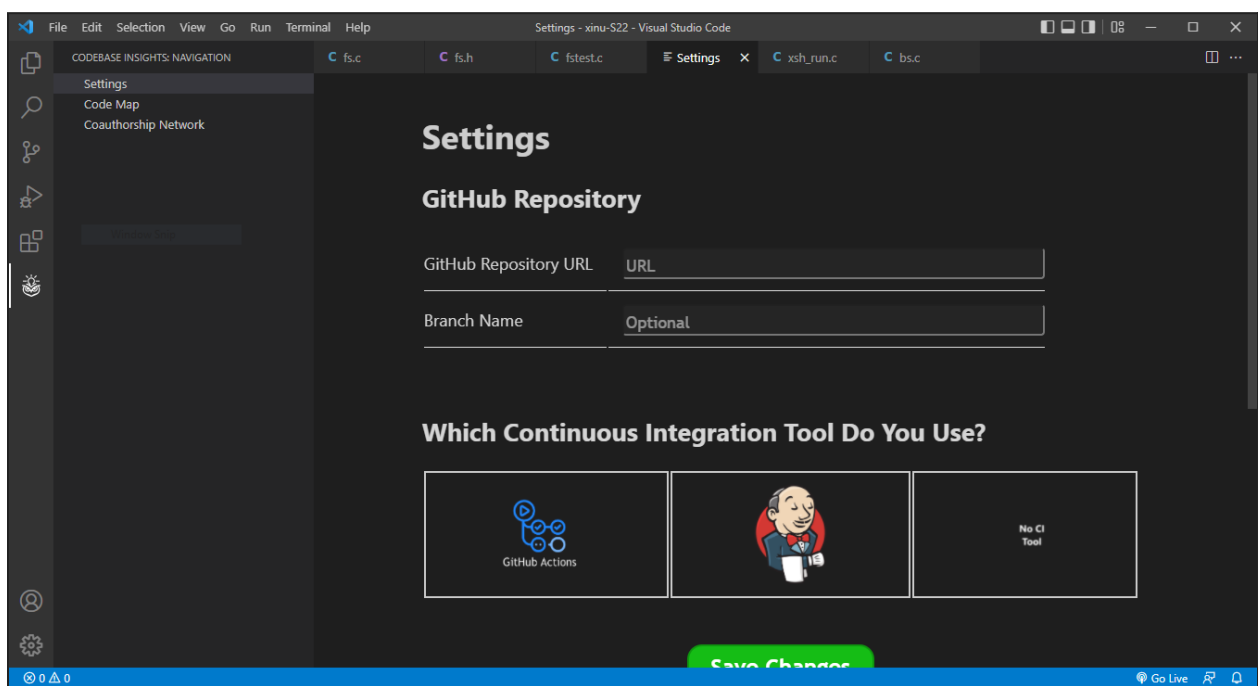 File Edit Selection View Go Run Terminal Help
Settings - xinu-S22 - Visual Studio Code
CODEBASE INSIGHTS: NAVIGATION
C fs.c C fs.h C fstest.c Settings C xsh_run.c C bs.c
Settings
Code Map
Coauthorship Network
Settings
GitHub Repository
GitHub Repository URL URL
Branch Name Optional
Which Continuous Integration Tool Do You Use?
GitHub Actions
No CI
Tool
Save Changes
0 0 Go Live